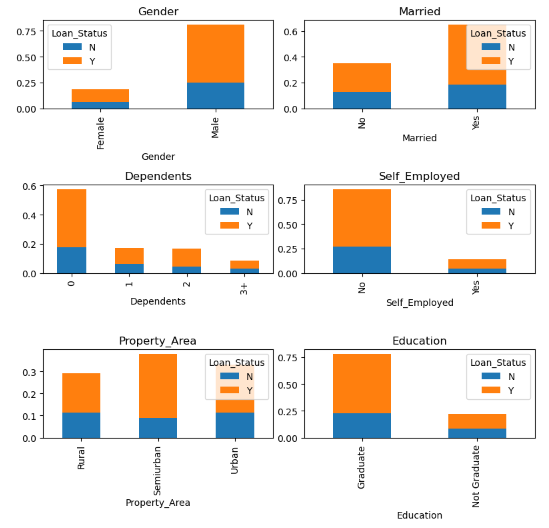 Gender
0.75
0.50
0.25
0.00
Loan_Status
N
Y
Female
Male
Gender
Married
0.6
0.4
0.2
0.0
Loan_Status
N
Y
No
Yes
Married
Dependents
0.6
0.4
0.2
0.0
Loan_Status
N
Y
0
1
2
3+
Dependents
Self_Employed
0.75
0.50
0.25
0.00
Loan_Status
N
Y
No
Yes
Self_Employed
Property_Area
0.3
0.2
0.1
0.0
Loan_Status
N
Y
Rural
Semiurban
Urban
Property_Area
Education
0.75
0.50
0.25
0.00
Loan_Status
N
Y
Graduate
Not Graduate
Education